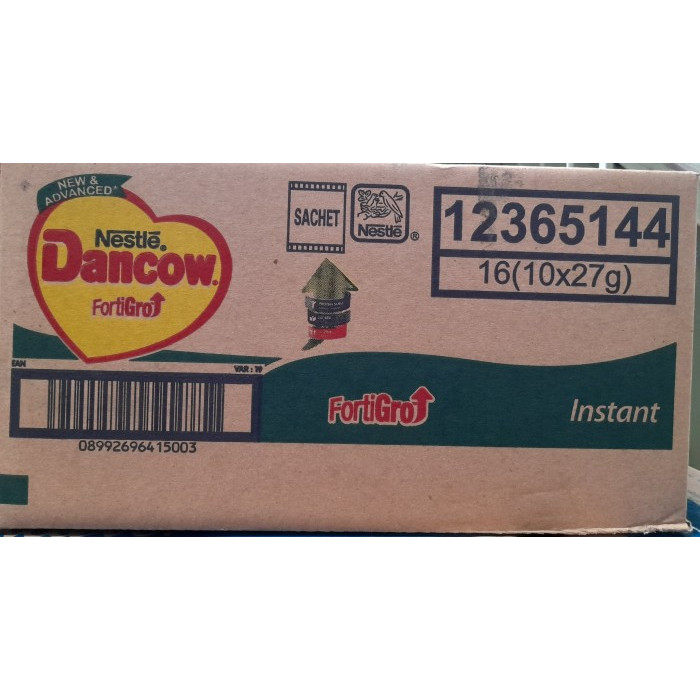 NEW &
ADVANCED*
Nestlé®
Dancow®
FortiGro
SACHET
Nestlé®
12365144
16(10x27g)
EAN
VAR : 19
08992696415003
FortiGro
Instant